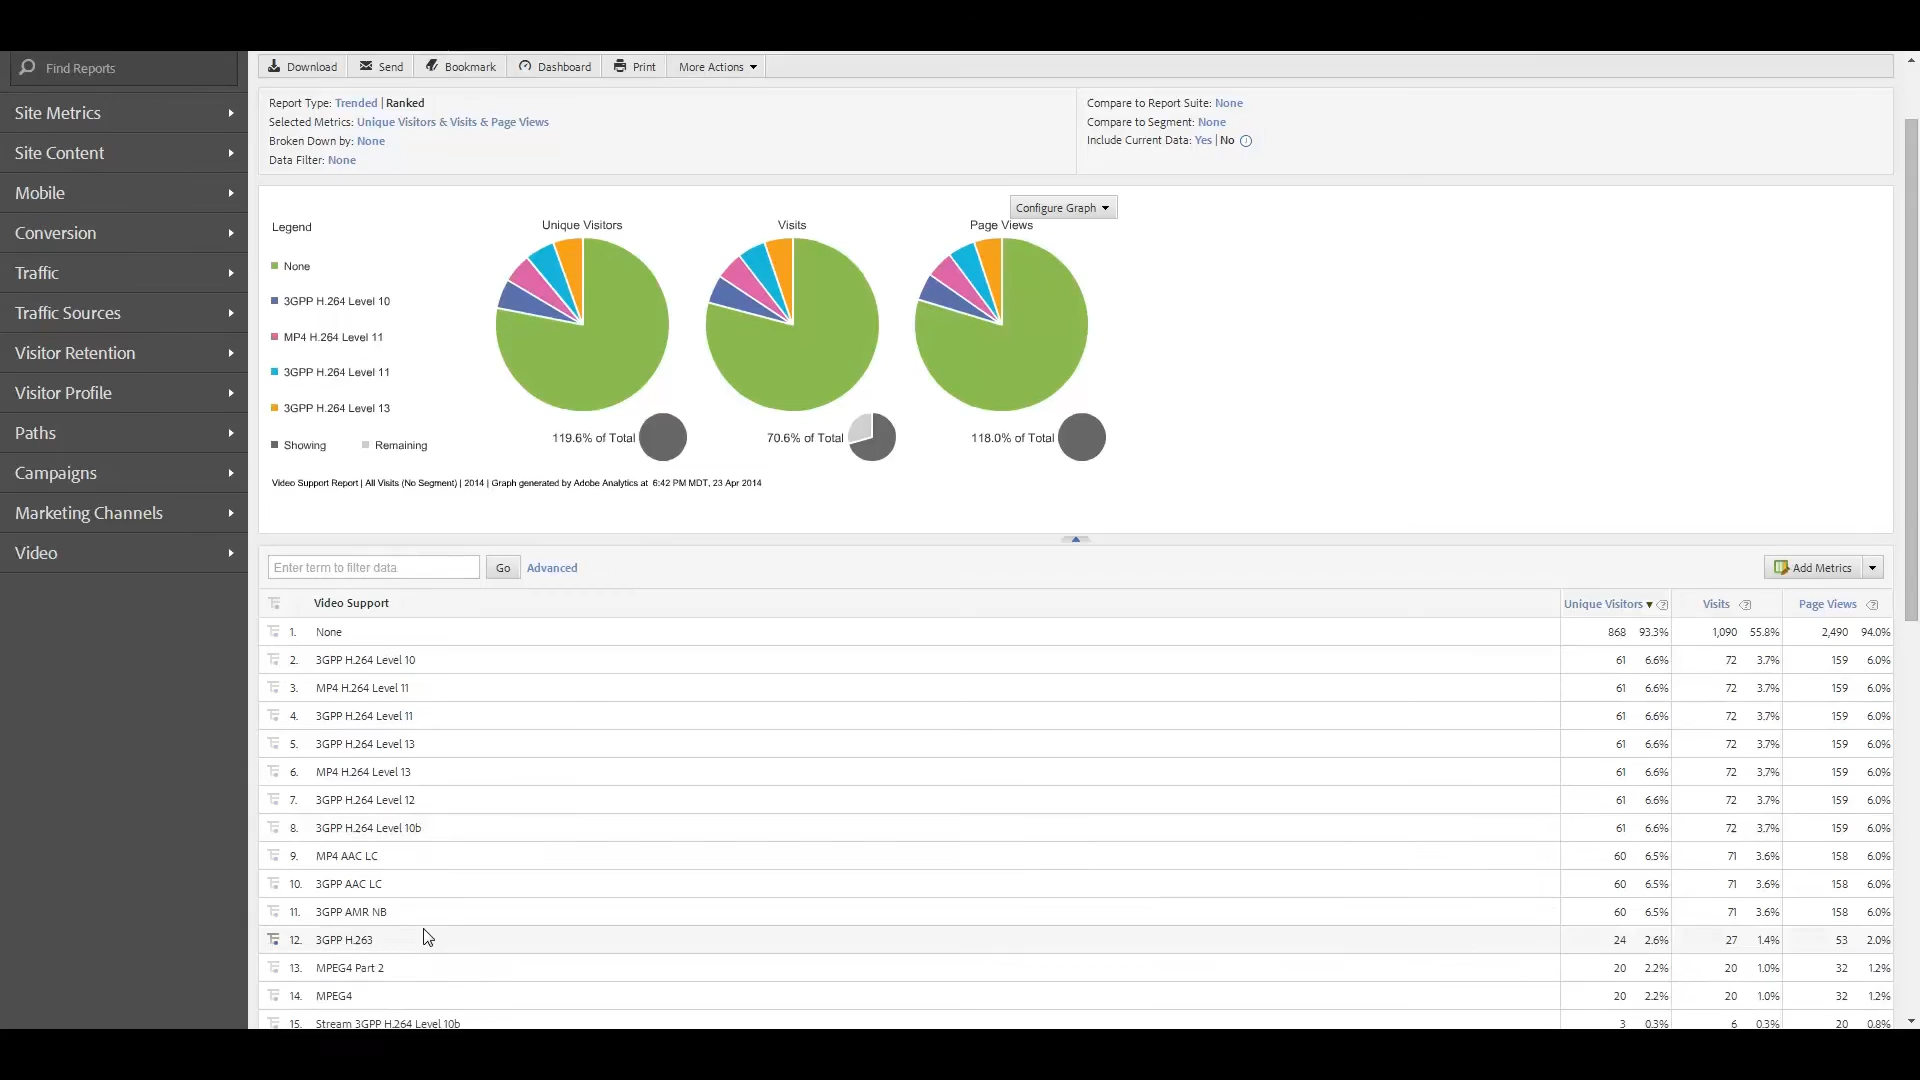 Find Reports
Site Metrics
Site Content
Mobile
Conversion
Traffic
Traffic Sources
Visitor Retention
Visitor Profile
Paths
Campaigns
Marketing Channels
Video
Download Send Bookmark Dashboard Print More Actions
Report Type: Trended | Ranked
Selected Metrics: Unique Visitors & Visits & Page Views
Broken Down by: None
Data Filter: None
Compare to Report Suite: None
Compare to Segment: None
Include Current Data: Yes | No
Configure Graph
Legend
None
3GPP H.264 Level 10
MP4 H.264 Level 11
3GPP H.264 Level 11
3GPP H.264 Level 13
Showing Remaining
Unique Visitors Visits Page Views
119.6% of Total 70.6% of Total 118.0% of Total
Video Support Report | All Visits (No Segment) | 2014 | Graph generated by Adobe Analytics at 6:42 PM MDT, 23 Apr 2014
Enter term to filter data Go Advanced Add Metrics
Video Support Unique Visitors Visits Page Views
1. None 868 93.3% 1,090 55.8% 2,490 94.0%
2. 3GPP H.264 Level 10 61 6.6% 72 3.7% 159 6.0%
3. MP4 H.264 Level 11 61 6.6% 72 3.7% 159 6.0%
4. 3GPP H.264 Level 11 61 6.6% 72 3.7% 159 6.0%
5. 3GPP H.264 Level 13 61 6.6% 72 3.7% 159 6.0%
6. MP4 H.264 Level 13 61 6.6% 72 3.7% 159 6.0%
7. 3GPP H.264 Level 12 61 6.6% 72 3.7% 159 6.0%
8. 3GPP H.264 Level 10b 61 6.6% 72 3.7% 159 6.0%
9. MP4 AAC LC 60 6.5% 71 3.6% 158 6.0%
10. 3GPP AAC LC 60 6.5% 71 3.6% 158 6.0%
11. 3GPP AMR NB 60 6.5% 71 3.6% 158 6.0%
12. 3GPP H.263 24 2.6% 27 1.4% 53 2.0%
13. MPEG4 Part 2 20 2.2% 20 1.0% 32 1.2%
14. MPEG4 20 2.2% 20 1.0% 32 1.2%
15. Stream 3GPP H.264 Level 10b 3 0.3% 6 0.3% 20 0.8%